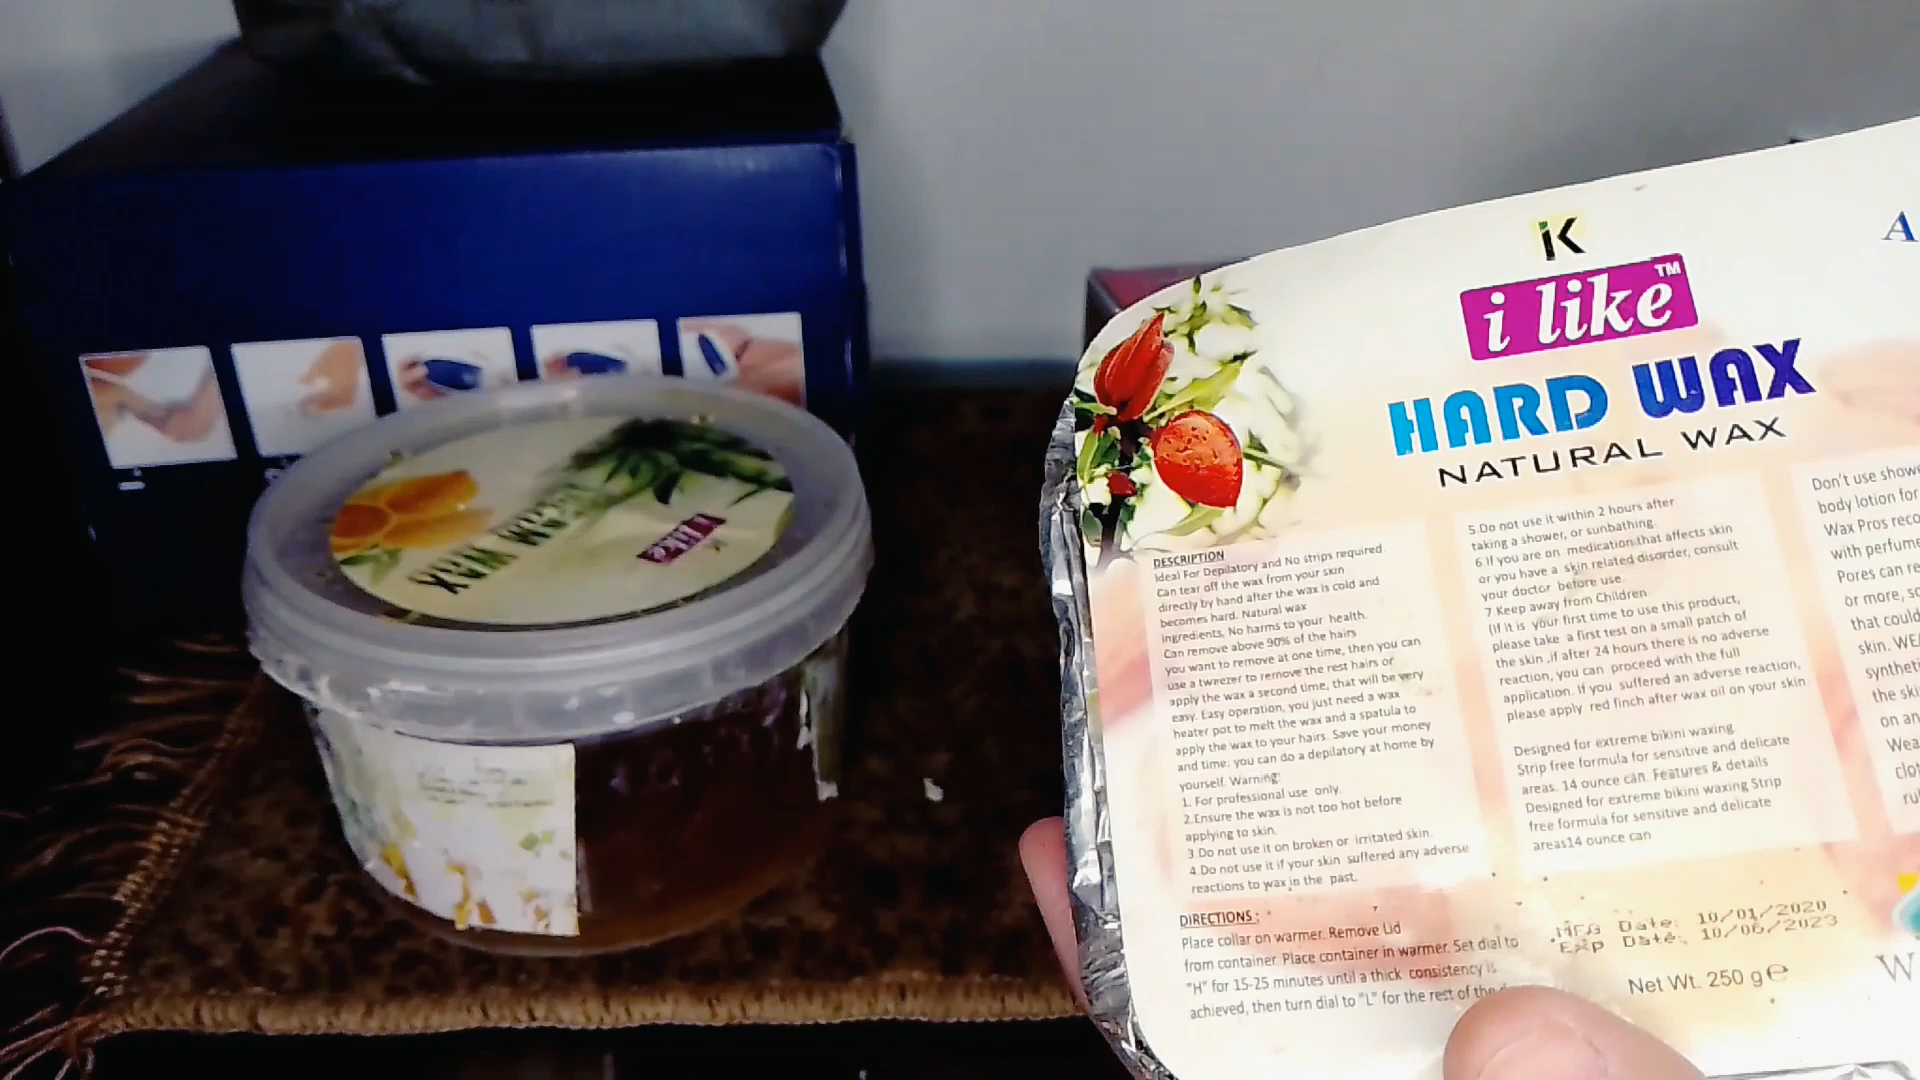 iK
i like™
HARD WAX
NATURAL WAX
A
DESCRIPTION
Ideal For Depilatory and No strips required.
Can tear off the wax from your skin
directly by hand after the wax is cold and
becomes hard. Natural wax
ingredients, No harms to your health.
Can remove above 90% of the hairs
you want to remove at one time, then you can
use a tweezer to remove the rest hairs or
apply the wax a second time, that will be very
easy. Easy operation, you just need a wax
heater pot to melt the wax and a spatula to
apply the wax to your hairs. Save your money
and time: you can do a depilatory at home by
yourself. Warning:
1. For professional use only.
2.Ensure the wax is not too hot before
applying to skin.
3.Do not use it on broken or irritated skin.
4.Do not use it if your skin suffered any adverse
reactions to wax in the past.
DIRECTIONS:
Place collar on warmer. Remove Lid
from container. Place container in warmer. Set dial to
"H" for 15-25 minutes until a thick consistency is
achieved, then turn dial to "L" for the rest of the
5.Do not use it within 2 hours after
taking a shower, or sunbathing.
6.If you are on medication that affects skin
or you have a skin related disorder, consult
your doctor before use.
7.Keep away from Children.
(If it is your first time to use this product,
please take a first test on a small patch of
the skin ,if after 24 hours there is no adverse
reaction, you can proceed with the full
application. If you suffered an adverse reaction,
please apply red finch after wax oil on your skin
Designed for extreme bikini waxing.
Strip free formula for sensitive and delicate
areas. 14 ounce can. Features & details
Designed for extreme bikini waxing Strip
free formula for sensitive and delicate
areas14 ounce can
MFG Date: 10/01/2020
Exp Date: 10/06/2023
Net Wt. 250 g ℮
Don't use showe
body lotion for
Wax Pros reco
with perfume
Pores can re
or more, so
that could
skin. WE
syntheti
the ski
on an
Wea
clot
ru
W
I LIKE
WARM WAX